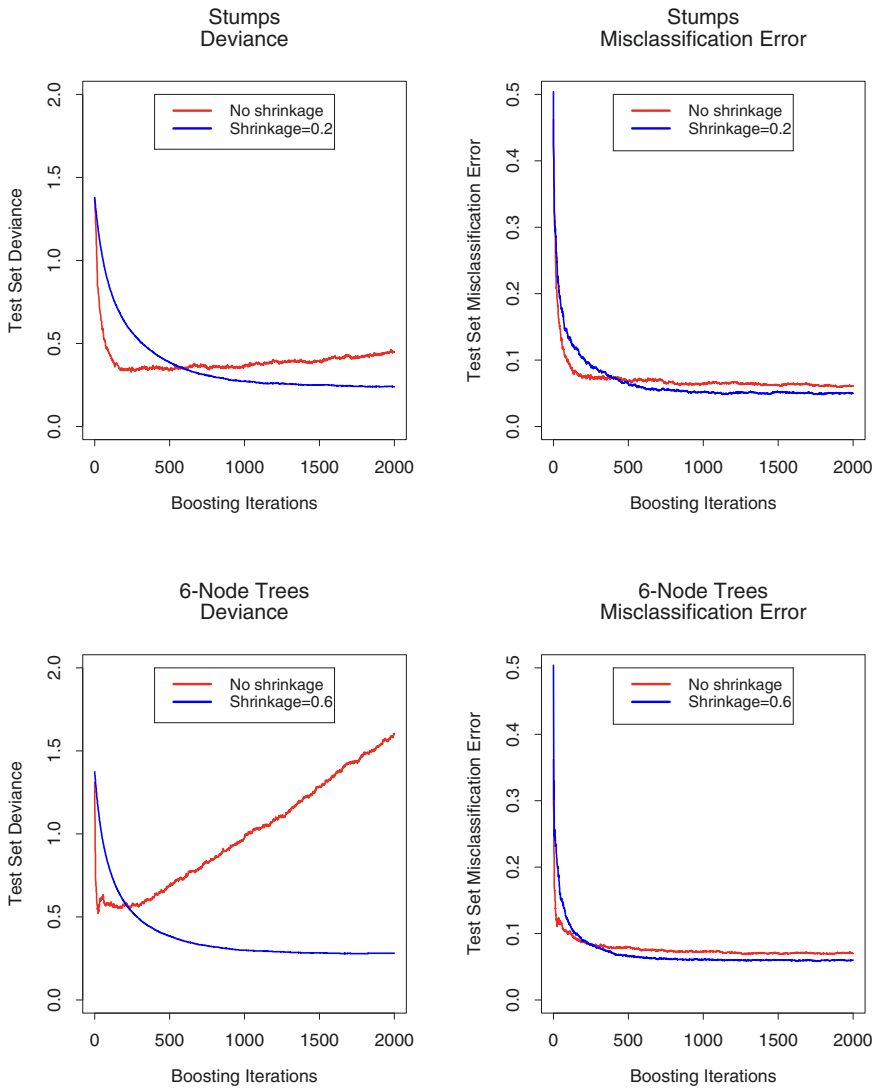 Stumps
Deviance
No shrinkage
Shrinkage=0.2
2.0
1.5
1.0
0.5
0.0
Test Set Deviance
0 500 1000 1500 2000
Boosting Iterations
Stumps
Misclassification Error
No shrinkage
Shrinkage=0.2
0.5
0.4
0.3
0.2
0.1
0.0
Test Set Misclassification Error
0 500 1000 1500 2000
Boosting Iterations
6-Node Trees
Deviance
No shrinkage
Shrinkage=0.6
2.0
1.5
1.0
0.5
0.0
Test Set Deviance
0 500 1000 1500 2000
Boosting Iterations
6-Node Trees
Misclassification Error
No shrinkage
Shrinkage=0.6
0.5
0.4
0.3
0.2
0.1
0.0
Test Set Misclassification Error
0 500 1000 1500 2000
Boosting Iterations